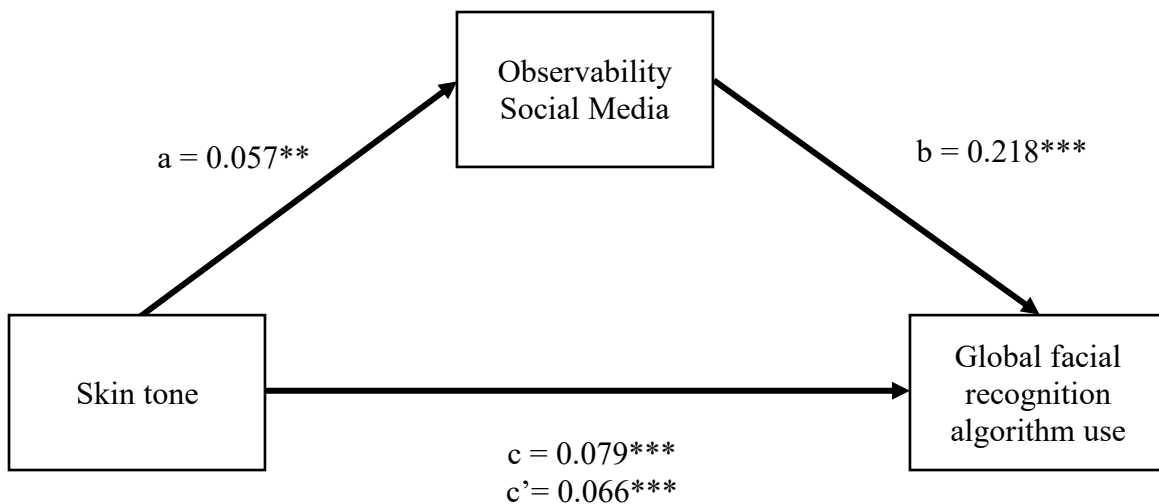 Observability
Social Media
a = 0.057**
b = 0.218***
Skin tone
Global facial
recognition
algorithm use
c = 0.079***
c’= 0.066***